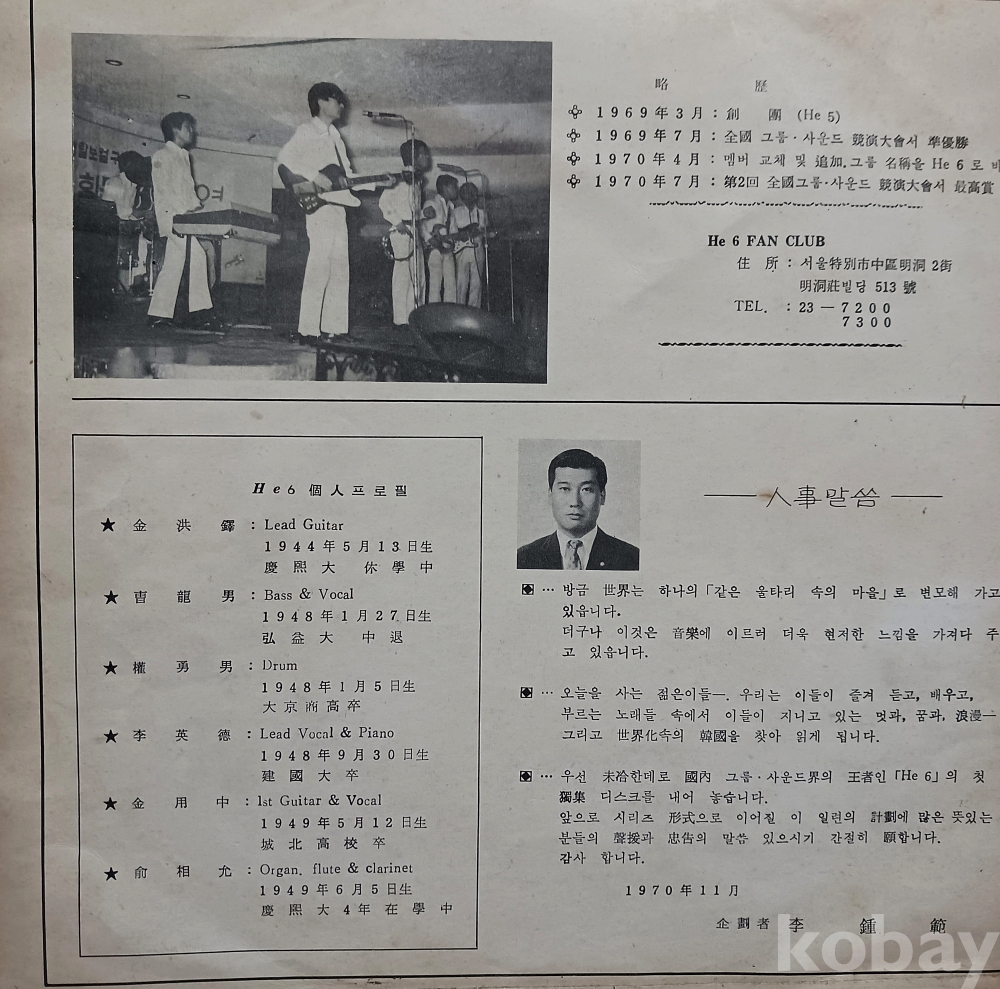 略 歷
1969年 3月 : 創 團 (He 5)
1969年 7月 : 全國 그룹·사운드 競演大會서 準優勝
1970年 4月 : 멤버 교체 및 追加, 그룹 名稱을 He 6 로
1970年 7月 : 第2回 全國그룹·사운드 競演大會서 最高賞
He 6 FAN CLUB
住 所 : 서울特別市中區明洞 2街
明洞莊빌딩 513 號
TEL. : 23 — 7200
7300
He 6 個人프로필
★ 金 洪 鐸 : Lead Guitar
1944年 5月 13日生
慶熙大 休學中
★ 曺 龍 男 : Bass & Vocal
1948年 1月 27日生
弘益大 中退
★ 權 勇 男 : Drum
1948年 1月 5日生
大京商高卒
★ 李 英 德 : Lead Vocal & Piano
1948年 9月 30日生
建國大卒
★ 金 用 中 : 1st Guitar & Vocal
1949年 5月 12日生
城北高校卒
★ 兪 相 允 : Organ, flute & clarinet
1949年 6月 5日生
慶熙大 4年 在學中
— 人事말씀 —
… 방금 世界는 하나의 「같은 울타리 속의 마을」로 변모해 가고
있읍니다.
더구나 이것은 音樂에 이르러 더욱 현저한 느낌을 가져다 주
고 있읍니다.
… 오늘을 사는 젊은이들—. 우리는 이들이 즐겨 듣고, 배우고,
부르는 노래들 속에서 이들이 지니고 있는 멋과, 꿈과, 浪漫—
그리고 世界化속의 韓國을 찾아 읽게 됩니다.
… 우선 未洽한데로 國內 그룹·사운드界의 王者인 「He 6」의 첫
獨集 디스크를 내어 놓습니다.
앞으로 시리즈 形式으로 이어질 이 일련의 計劃에 많은 뜻있는
분들의 聲援과 忠告의 말씀 있으시기 간절히 願합니다.
감사 합니다.
1970年 11月
企劃者 李 鍾 範
kobay